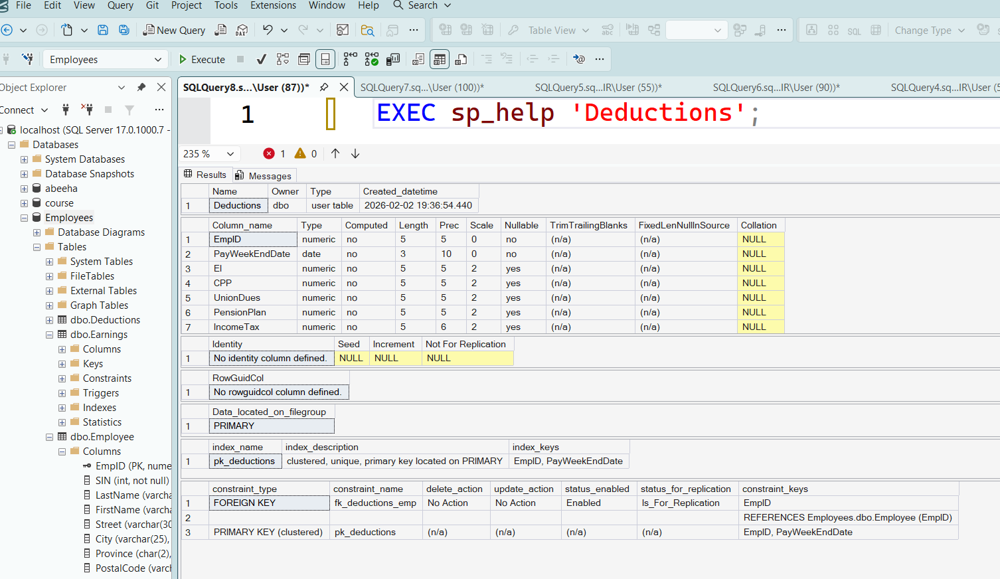 File Edit View Query Git Project Tools Extensions Window Help Search
New Query DAX Table View abc SQL Change Type
Employees Execute
Object Explorer
Connect
localhost (SQL Server 17.0.1000.7 -
Databases
System Databases
Database Snapshots
abeeha
course
Employees
Database Diagrams
Tables
System Tables
FileTables
External Tables
Graph Tables
dbo.Deductions
dbo.Earnings
Columns
Keys
Constraints
Triggers
Indexes
Statistics
dbo.Employee
Columns
EmpID (PK, nume
SIN (int, not null)
LastName (varcha
FirstName (varcha
Street (varchar(30
City (varchar(25),
Province (char(2),
PostalCode (varch
SQLQuery8.s...\User (87))* SQLQuery7.sq...\User (100))* SQLQuery5.sq...IR\User (55))* SQLQuery6.sq...IR\User (90))* SQLQuery4.sq...IR\User (5
1 EXEC sp_help 'Deductions';
235 % 1 0
Results Messages
Name Owner Type Created_datetime
1 Deductions dbo user table 2026-02-02 19:36:54.440
Column_name Type Computed Length Prec Scale Nullable TrimTrailingBlanks FixedLenNullInSource Collation
1 EmpID numeric no 5 5 0 no (n/a) (n/a) NULL
2 PayWeekEndDate date no 3 10 0 no (n/a) (n/a) NULL
3 EI numeric no 5 5 2 yes (n/a) (n/a) NULL
4 CPP numeric no 5 5 2 yes (n/a) (n/a) NULL
5 UnionDues numeric no 5 5 2 yes (n/a) (n/a) NULL
6 PensionPlan numeric no 5 5 2 yes (n/a) (n/a) NULL
7 IncomeTax numeric no 5 6 2 yes (n/a) (n/a) NULL
Identity Seed Increment Not For Replication
1 No identity column defined. NULL NULL NULL
RowGuidCol
1 No rowguidcol column defined.
Data_located_on_filegroup
1 PRIMARY
index_name index_description index_keys
1 pk_deductions clustered, unique, primary key located on PRIMARY EmpID, PayWeekEndDate
constraint_type constraint_name delete_action update_action status_enabled status_for_replication constraint_keys
1 FOREIGN KEY fk_deductions_emp No Action No Action Enabled Is_For_Replication EmpID
2 REFERENCES Employees.dbo.Employee (EmpID)
3 PRIMARY KEY (clustered) pk_deductions (n/a) (n/a) (n/a) (n/a) EmpID, PayWeekEndDate